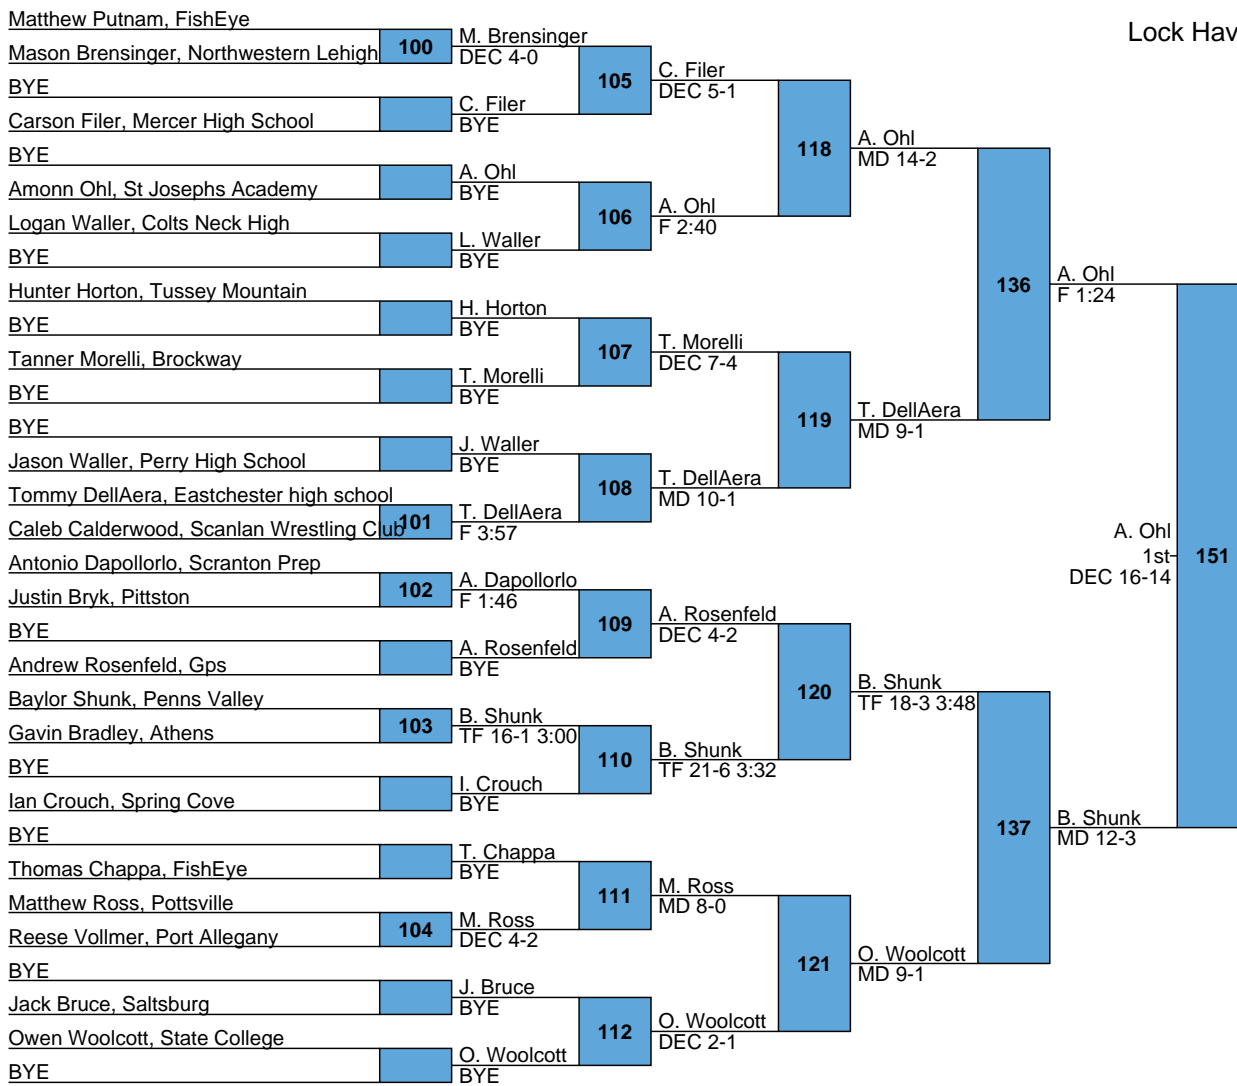 Matthew Putnam, FishEye
Mason Brensinger, Northwestern Lehigh
BYE
Carson Filer, Mercer High School
BYE
Amonn Ohl, St Josephs Academy
Logan Waller, Colts Neck High
BYE
Hunter Horton, Tussey Mountain
BYE
Tanner Morelli, Brockway
BYE
BYE
Jason Waller, Perry High School
Tommy DellAera, Eastchester high school
Caleb Calderwood, Scanlan Wrestling Club
Antonio Dapollorlo, Scranton Prep
Justin Bryk, Pittston
BYE
Andrew Rosenfeld, Gps
Baylor Shunk, Penns Valley
Gavin Bradley, Athens
BYE
Ian Crouch, Spring Cove
BYE
Thomas Chappa, FishEye
Matthew Ross, Pottsville
Reese Vollmer, Port Allegany
BYE
Jack Bruce, Saltsburg
Owen Woolcott, State College
BYE
100
101
102
103
104
M. Brensinger
DEC 4-0
C. Filer
BYE
A. Ohl
BYE
L. Waller
BYE
H. Horton
BYE
T. Morelli
BYE
J. Waller
BYE
T. DellAera
F 3:57
A. Dapollorlo
F 1:46
A. Rosenfeld
BYE
B. Shunk
TF 16-1 3:00
I. Crouch
BYE
T. Chappa
BYE
M. Ross
DEC 4-2
J. Bruce
BYE
O. Woolcott
BYE
105
106
107
108
109
110
111
112
C. Filer
DEC 5-1
A. Ohl
F 2:40
T. Morelli
DEC 7-4
T. DellAera
MD 10-1
A. Rosenfeld
DEC 4-2
B. Shunk
TF 21-6 3:32
M. Ross
MD 8-0
O. Woolcott
DEC 2-1
118
119
120
121
A. Ohl
MD 14-2
T. DellAera
MD 9-1
B. Shunk
TF 18-3 3:48
O. Woolcott
MD 9-1
136
137
A. Ohl
F 1:24
B. Shunk
MD 12-3
A. Ohl
1st
DEC 16-14
151
Lock Hav